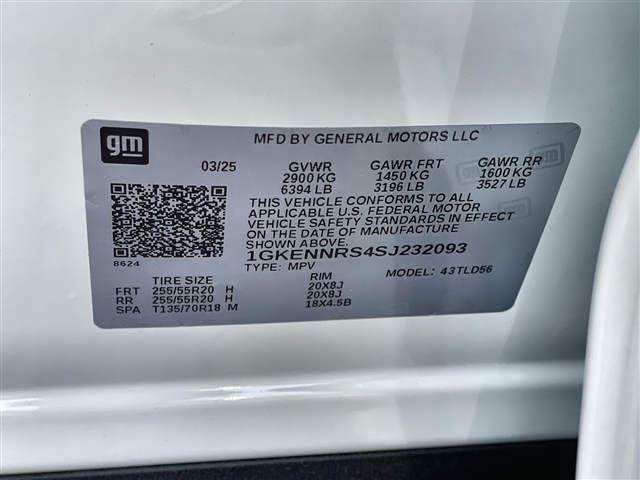 gm
MFD BY GENERAL MOTORS LLC
03/25 GVWR GAWR FRT GAWR RR
2900 KG 1450 KG 1600 KG
6394 LB 3196 LB 3527 LB
THIS VEHICLE CONFORMS TO ALL
APPLICABLE U.S. FEDERAL MOTOR
VEHICLE SAFETY STANDARDS IN EFFECT
ON THE DATE OF MANUFACTURE
SHOWN ABOVE.
8624
1GKENNRS4SJ232093
TYPE: MPV MODEL: 43TLD56
TIRE SIZE RIM
FRT 255/55R20 H 20X8J
RR 255/55R20 H 20X8J
SPA T135/70R18 M 18X4.5B